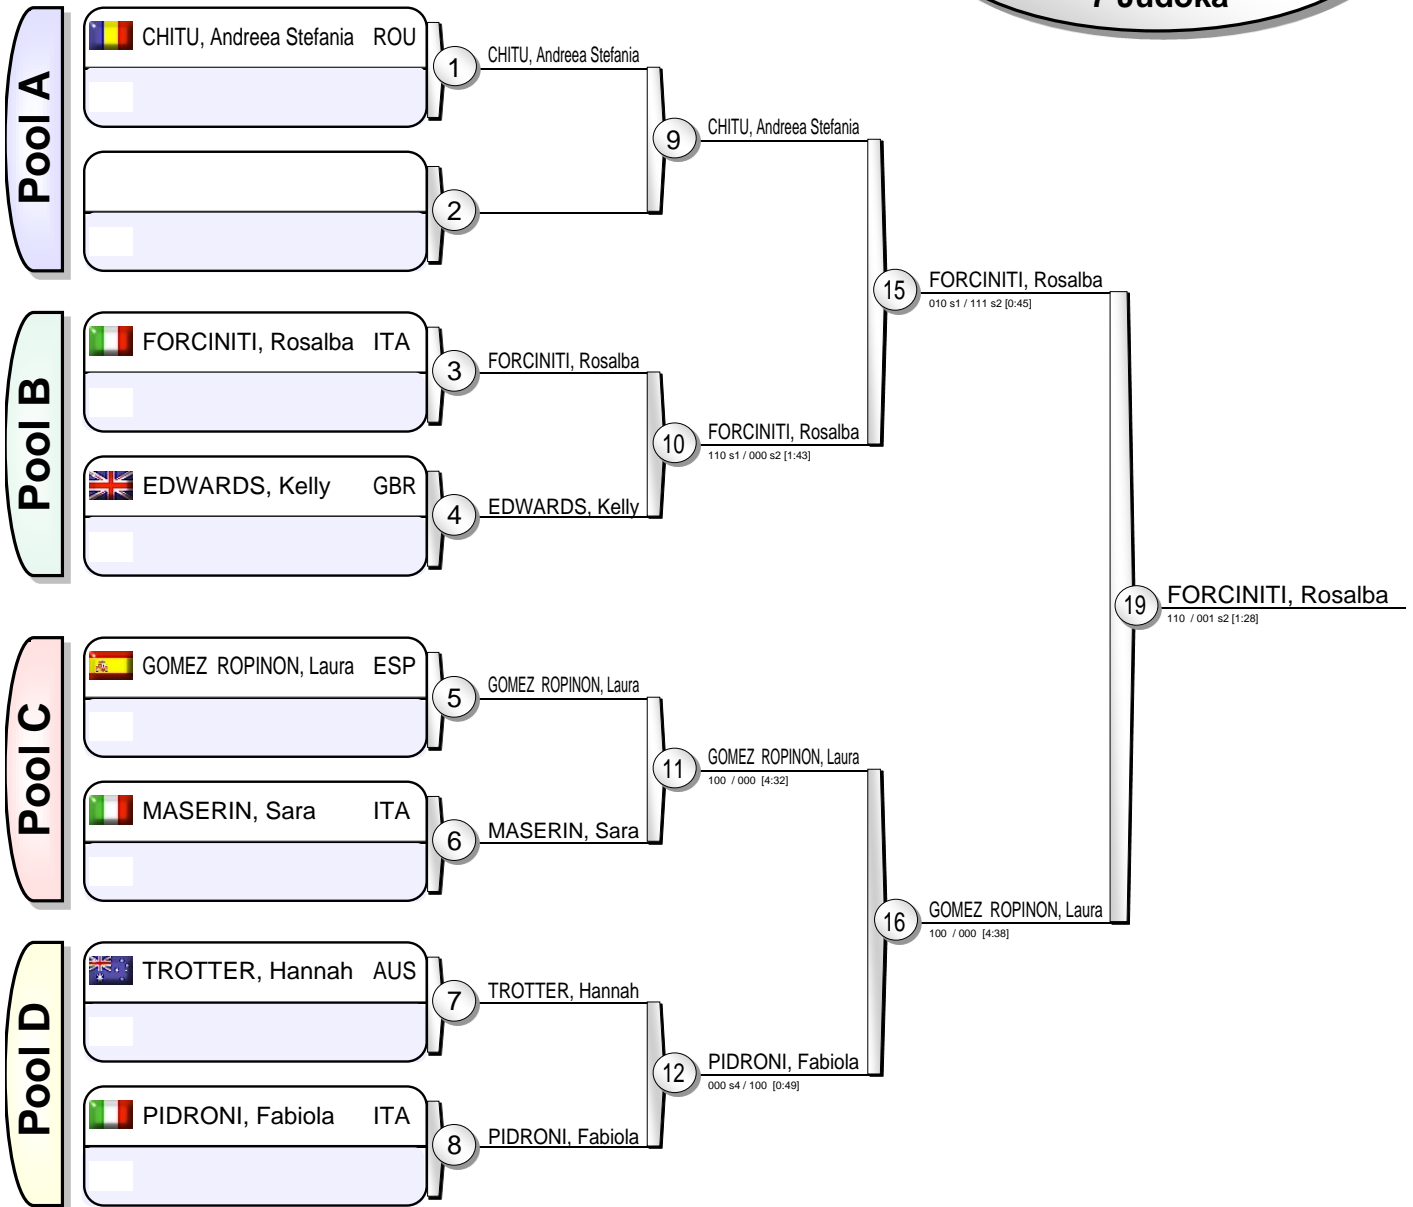 7 Judoka
Pool A
CHITU, Andreea Stefania ROU
1
CHITU, Andreea Stefania
2
9
CHITU, Andreea Stefania
Pool B
FORCINITI, Rosalba ITA
3
FORCINITI, Rosalba
EDWARDS, Kelly GBR
4
EDWARDS, Kelly
10
FORCINITI, Rosalba
110 s1 / 000 s2 [1:43]
15
FORCINITI, Rosalba
010 s1 / 111 s2 [0:45]
Pool C
GOMEZ ROPINON, Laura ESP
5
GOMEZ ROPINON, Laura
MASERIN, Sara ITA
6
MASERIN, Sara
11
GOMEZ ROPINON, Laura
100 / 000 [4:32]
Pool D
TROTTER, Hannah AUS
7
TROTTER, Hannah
PIDRONI, Fabiola ITA
8
PIDRONI, Fabiola
12
PIDRONI, Fabiola
000 s4 / 100 [0:49]
16
GOMEZ ROPINON, Laura
100 / 000 [4:38]
19
FORCINITI, Rosalba
110 / 001 s2 [1:28]